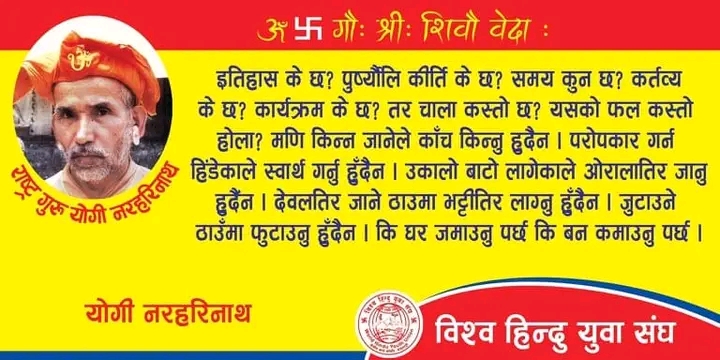 ॐ 卐 गौः श्रीः शिवौ वेदा :
इतिहास के छ? पुर्ख्यौंलि कीर्ति के छ? समय कुन छ? कर्तव्य
के छ? कार्यक्रम के छ? तर चाला कस्तो छ? यसको फल कस्तो
होला? मणि किन्न जानेले काँच किन्नु हुदैन । परोपकार गर्न
हिंडेकाले स्वार्थ गर्नु हुँदैन । उकालो बाटो लागेकाले ओरालातिर जानु
हुदैंन । देवलतिर जाने ठाउमा भट्टीतिर लाग्नु हुँदैन । जुटाउने
ठाउँमा फुटाउनु हुँदैन । कि घर जमाउनु पर्छ कि बन कमाउनु पर्छ ।
राष्ट्र गुरू योगी नरहरिनाथ
योगी नरहरिनाथ
विश्व हिन्दु युवा संघ